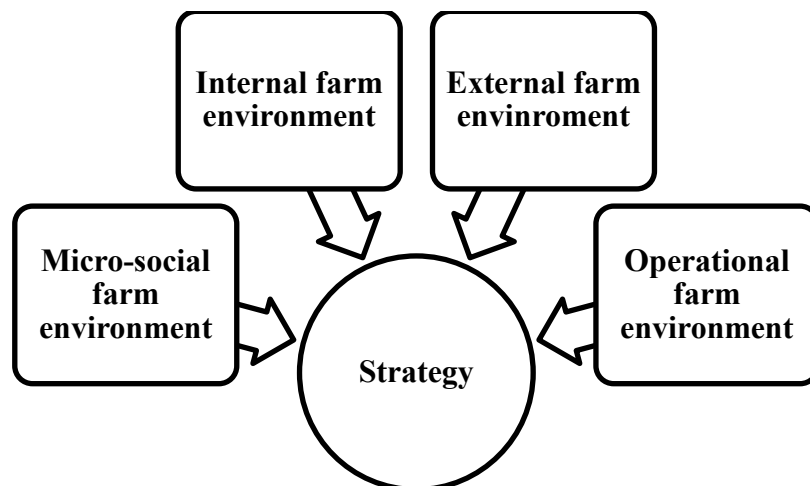 Internal farm
environment
External farm
envinroment
Micro-social
farm
environment
Operational
farm
environment
Strategy